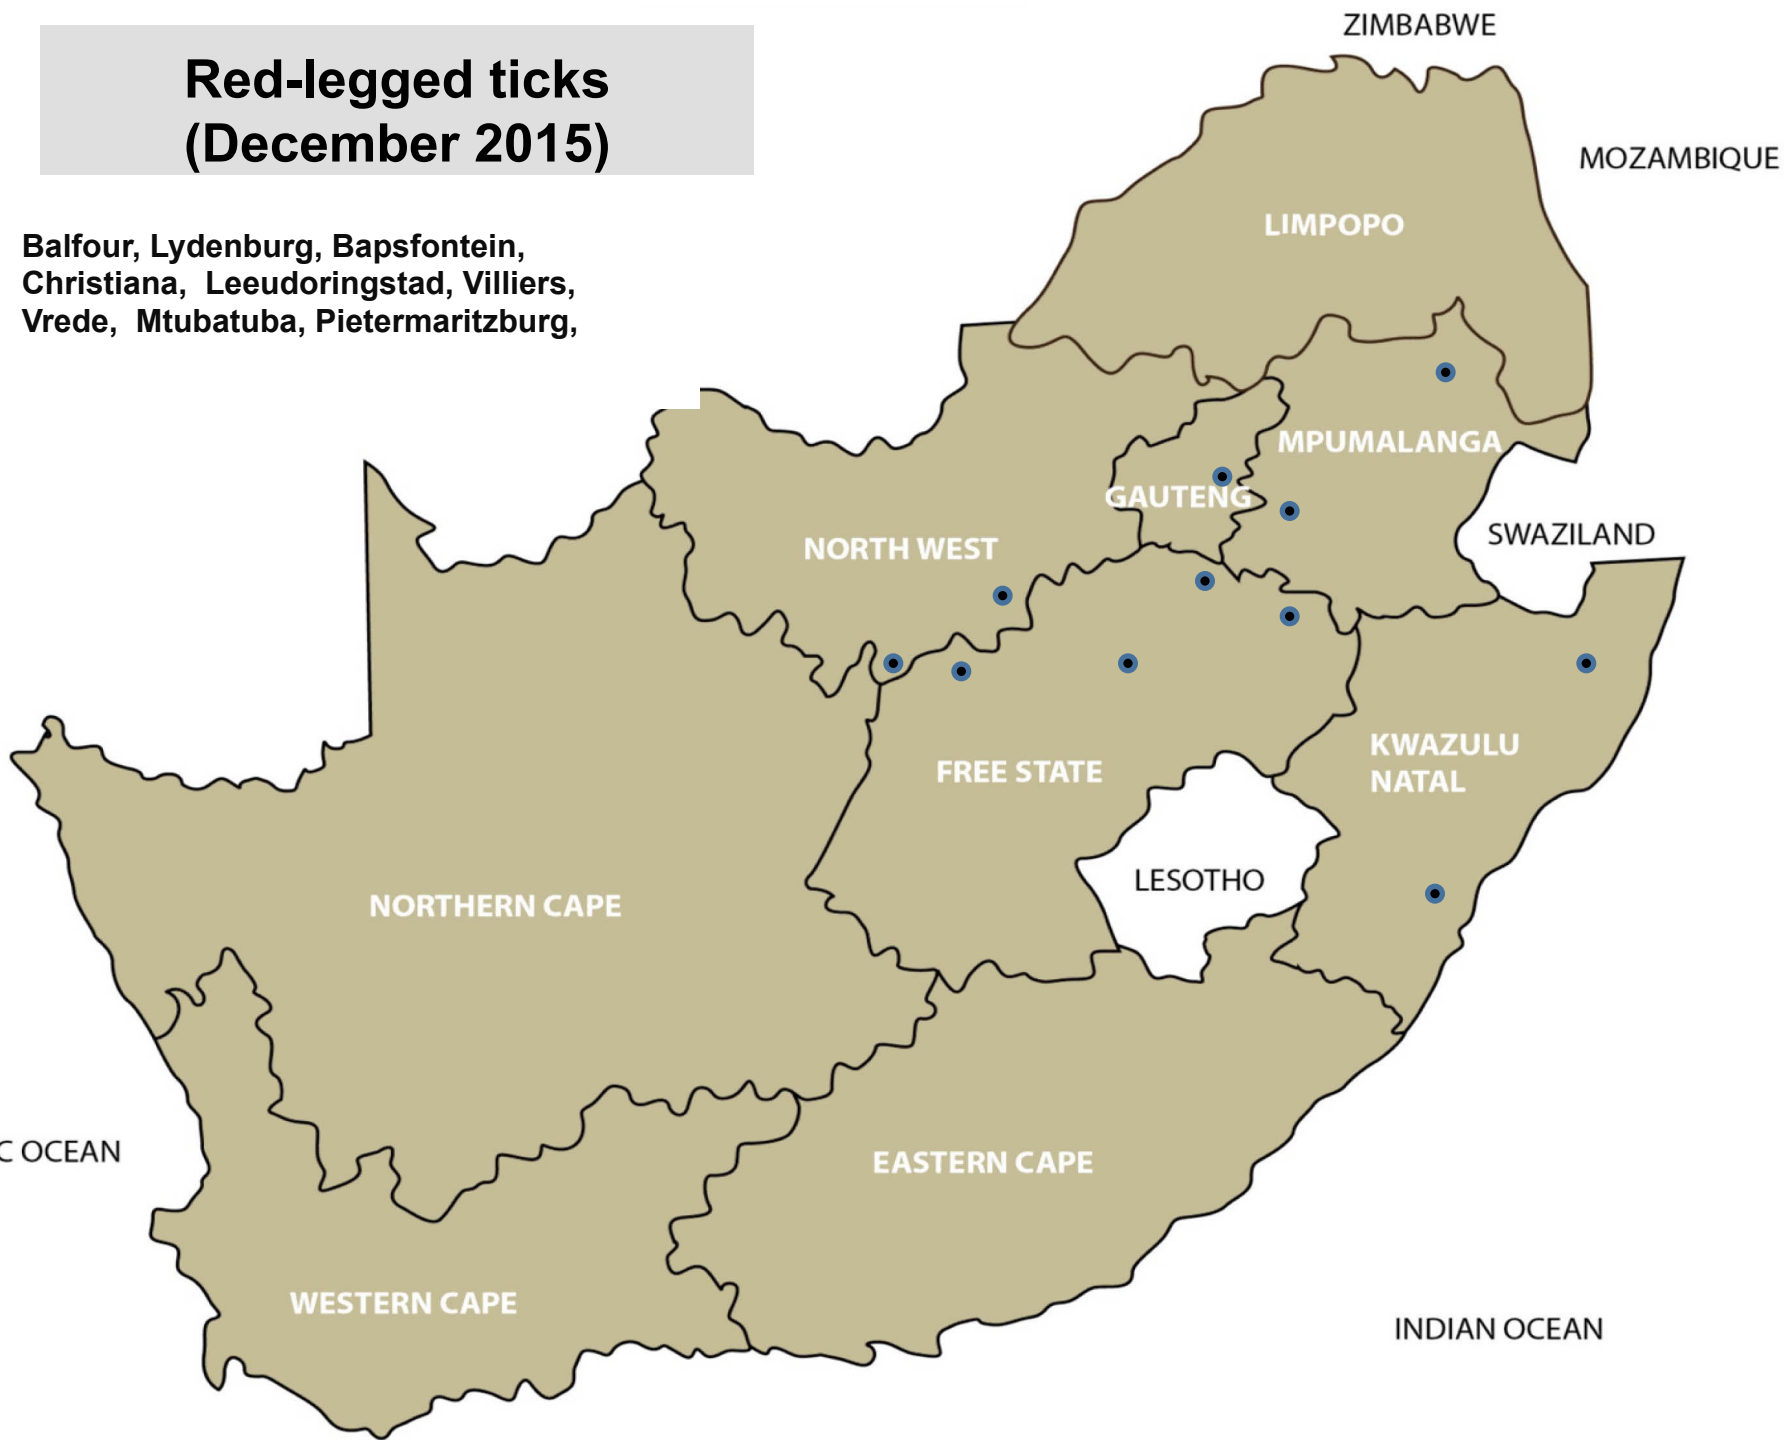 Red-legged ticks
(December 2015)
Balfour, Lydenburg, Bapsfontein,
Christiana, Leeudoringstad, Villiers,
Vrede, Mtubatuba, Pietermaritzburg,
ZIMBABWE
MOZAMBIQUE
LIMPOPO
MPUMALANGA
GAUTENG
SWAZILAND
NORTH WEST
KWAZULU
NATAL
FREE STATE
LESOTHO
NORTHERN CAPE
C OCEAN
EASTERN CAPE
WESTERN CAPE
INDIAN OCEAN